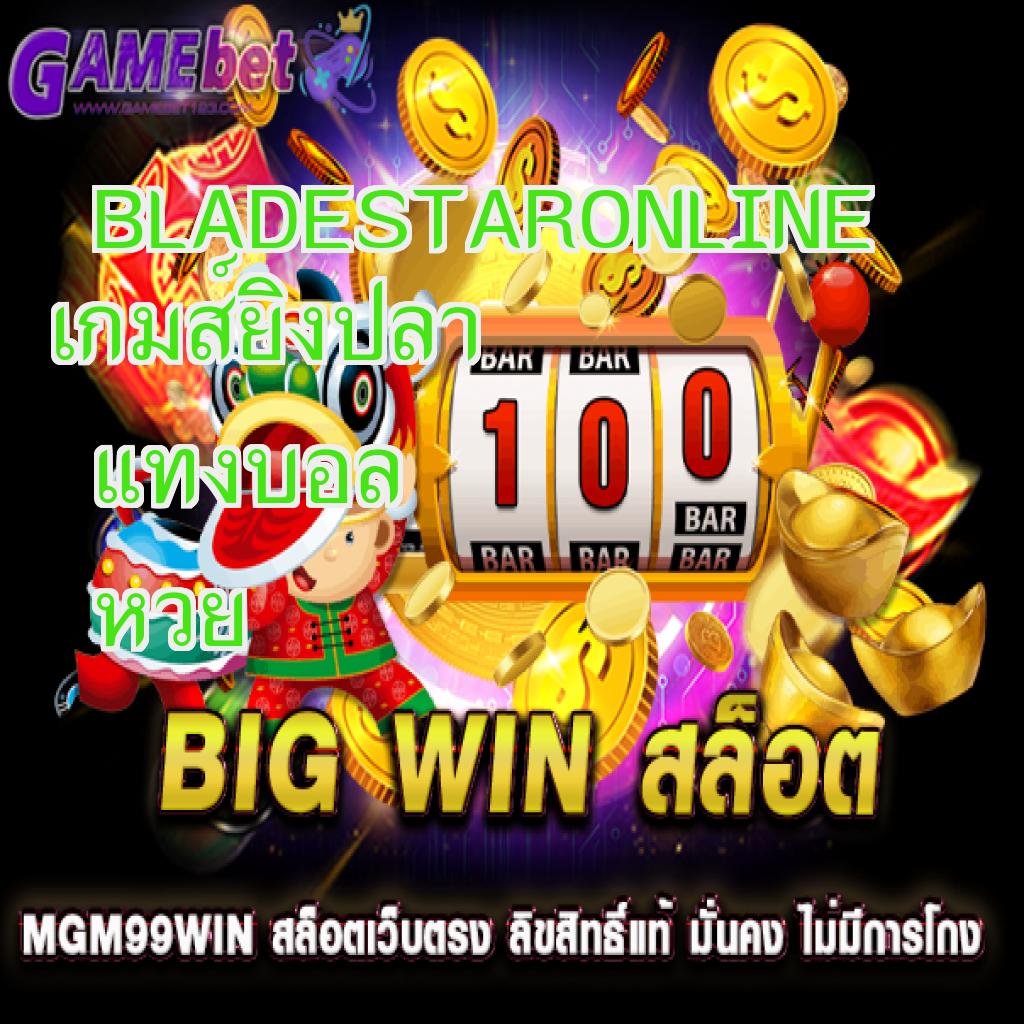 GAMEbet
BLADESTARONLINE
เกมส์ยิงปลา
BAR BAR
100
แทงบอล
BAR
BAR BAR BAR
หวย
BIG WIN สล็อต
MGM99WIN สล็อตเว็บตรง ลิขสิทธิ์แท้ มั่นคง ไม่มีการโกง